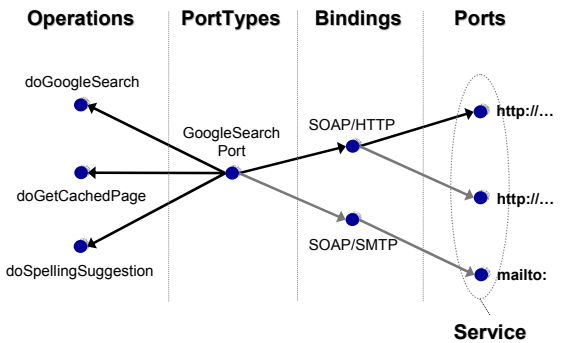 Operations
PortTypes
Bindings
Ports
doGoogleSearch
doGetCachedPage
doSpellingSuggestion
GoogleSearch
Port
SOAP/HTTP
SOAP/SMTP
http://…
http://…
mailto:
Service